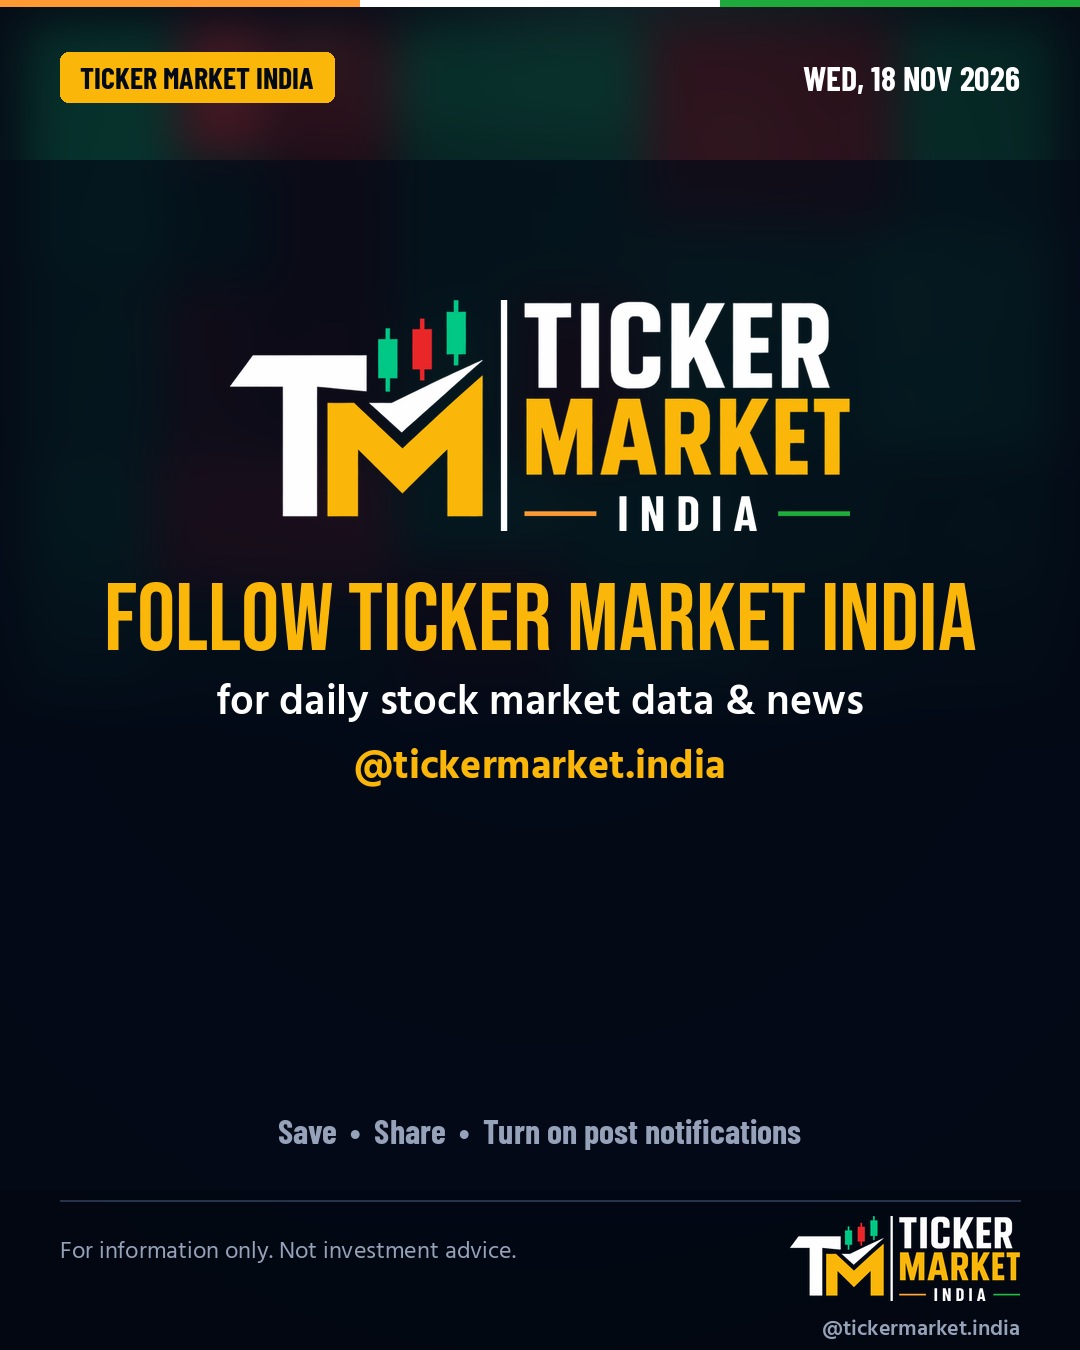 TICKER MARKET INDIA
WED, 18 NOV 2026
TM
TICKER
MARKET
INDIA
FOLLOW TICKER MARKET INDIA
for daily stock market data & news
@tickermarket.india
Save • Share • Turn on post notifications
For information only. Not investment advice.
TM
TICKER
MARKET
INDIA
@tickermarket.india